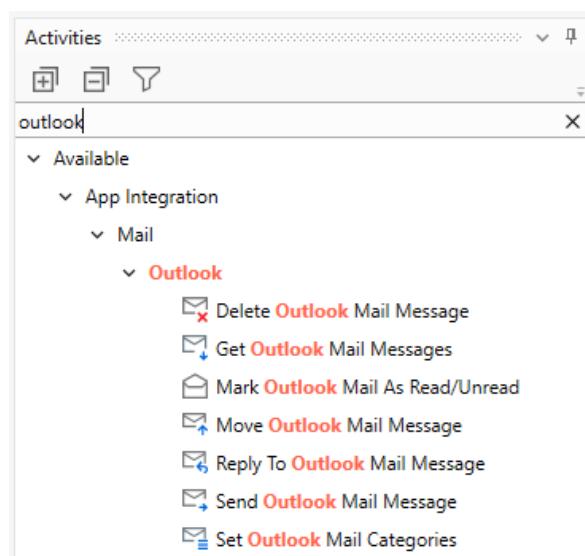 Activities
outlook
Available
App Integration
Mail
Outlook
Delete Outlook Mail Message
Get Outlook Mail Messages
Mark Outlook Mail As Read/Unread
Move Outlook Mail Message
Reply To Outlook Mail Message
Send Outlook Mail Message
Set Outlook Mail Categories